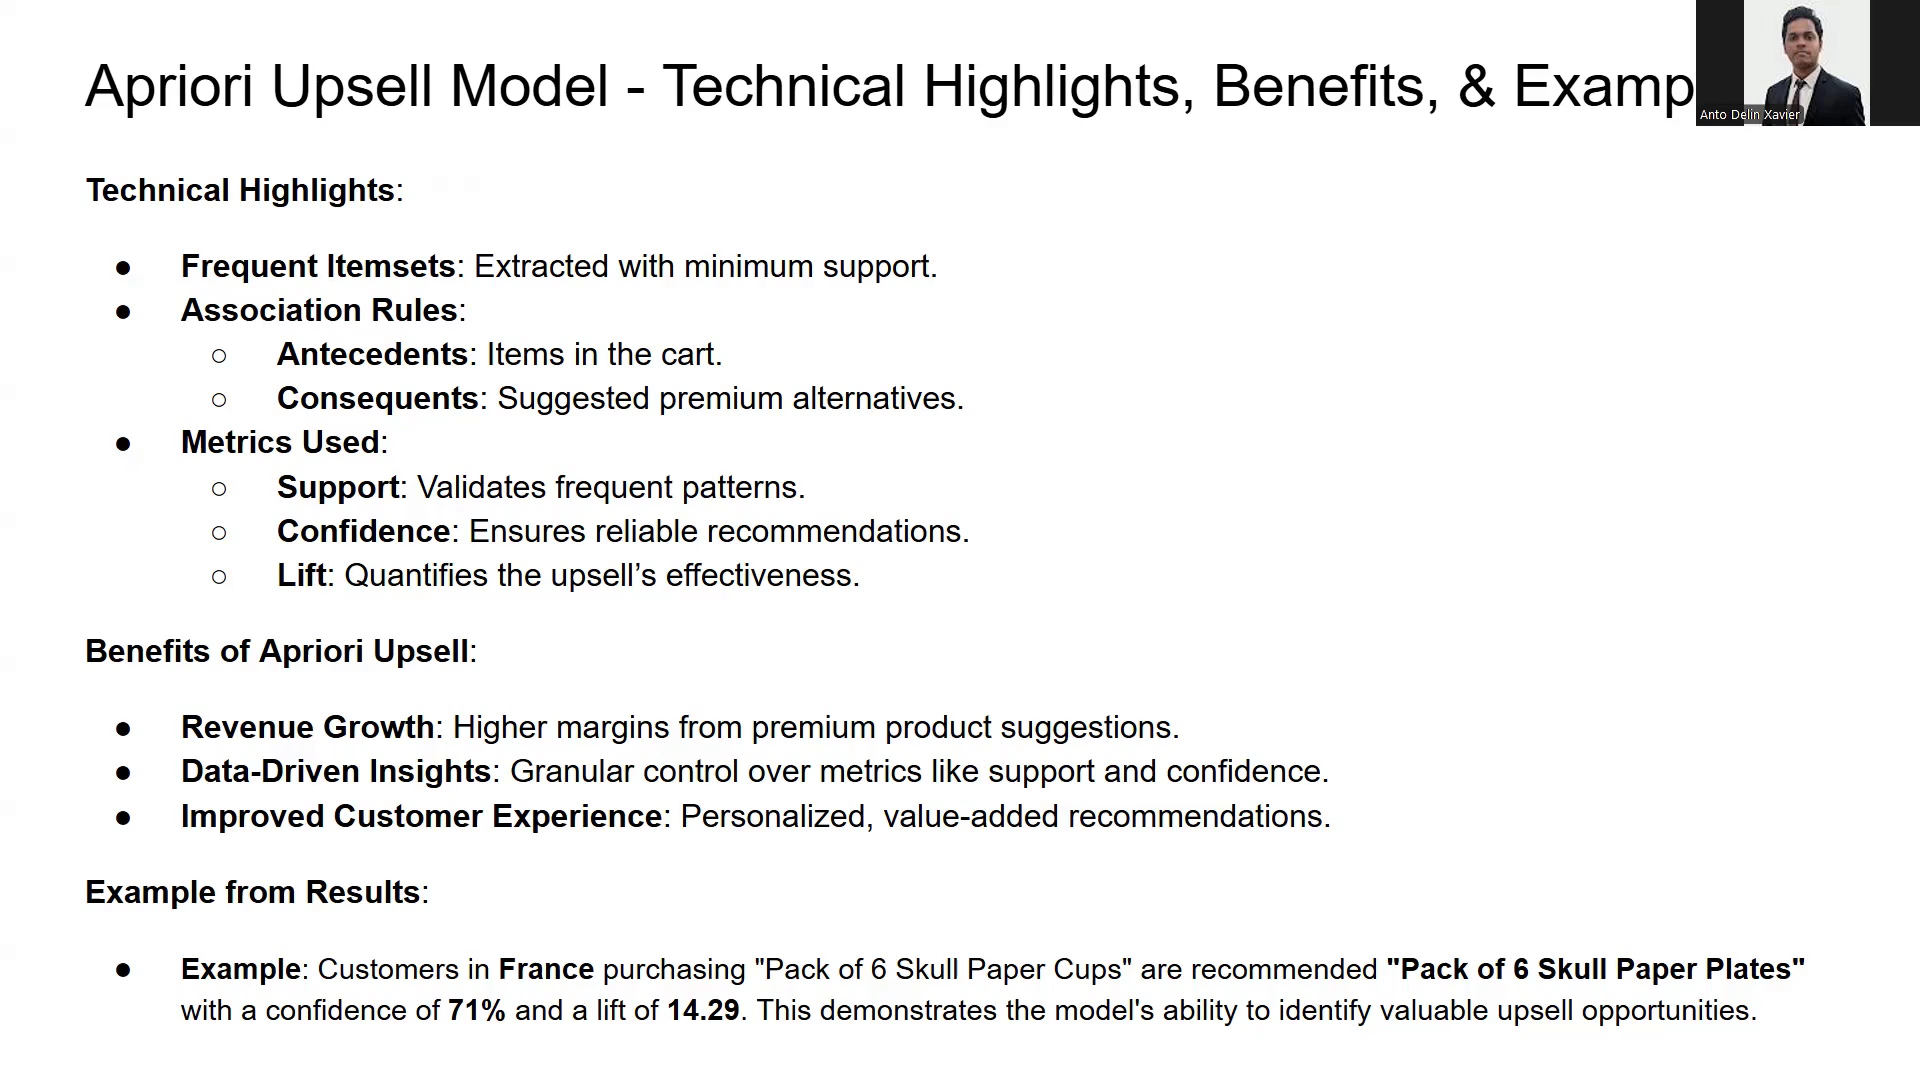 Apriori Upsell Model - Technical Highlights, Benefits, & Examp
Anto Delin Xavier
Technical Highlights:
● Frequent Itemsets: Extracted with minimum support.
● Association Rules:
○ Antecedents: Items in the cart.
○ Consequents: Suggested premium alternatives.
● Metrics Used:
○ Support: Validates frequent patterns.
○ Confidence: Ensures reliable recommendations.
○ Lift: Quantifies the upsell’s effectiveness.
Benefits of Apriori Upsell:
● Revenue Growth: Higher margins from premium product suggestions.
● Data-Driven Insights: Granular control over metrics like support and confidence.
● Improved Customer Experience: Personalized, value-added recommendations.
Example from Results:
● Example: Customers in France purchasing "Pack of 6 Skull Paper Cups" are recommended "Pack of 6 Skull Paper Plates"
with a confidence of 71% and a lift of 14.29. This demonstrates the model's ability to identify valuable upsell opportunities.